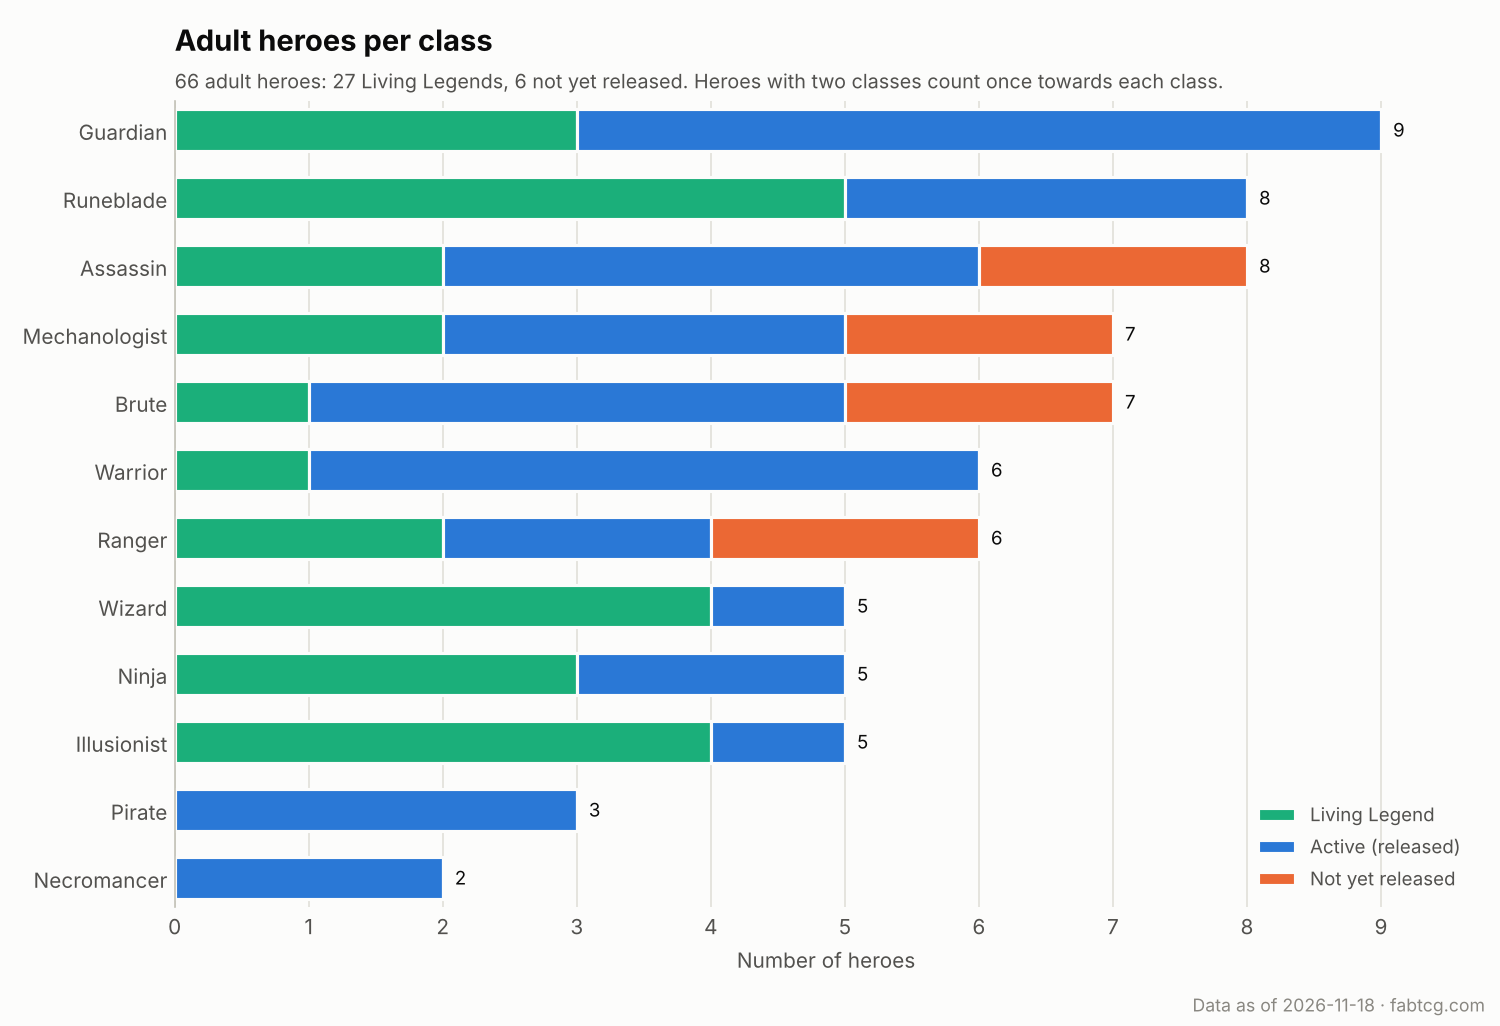 Adult heroes per class
66 adult heroes: 27 Living Legends, 6 not yet released. Heroes with two classes count once towards each class.
Guardian 9
Runeblade 8
Assassin 8
Mechanologist 7
Brute 7
Warrior 6
Ranger 6
Wizard 5
Ninja 5
Illusionist 5
Pirate 3
Necromancer 2
Living Legend
Active (released)
Not yet released
0 1 2 3 4 5 6 7 8 9
Number of heroes
Data as of 2026-11-18 · fabtcg.com